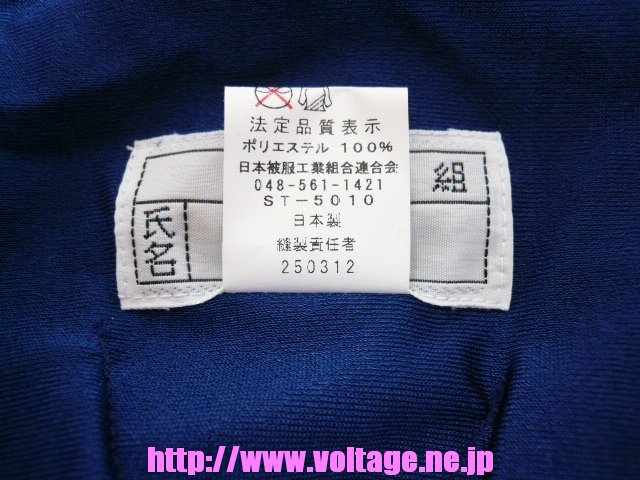 法定品質表示
ポリエステル 100%
日本被服工業組合連合会
048-561-1421
ST-5010
日本製
縫製責任者
250312
組
氏名
http://www.voltage.ne.jp